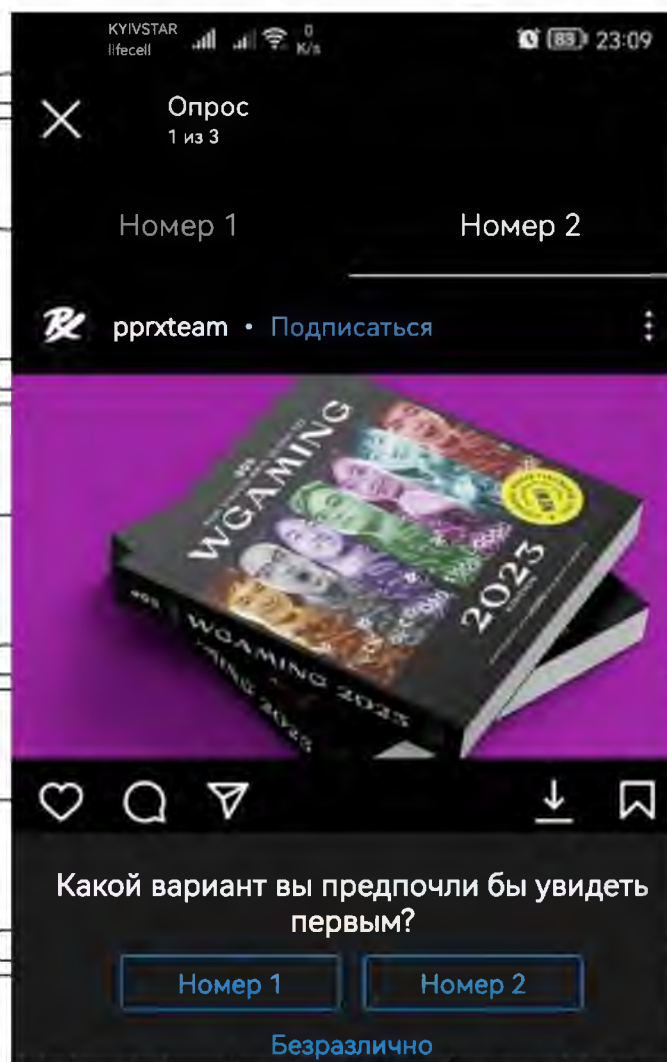 KYIVSTAR
lifecell
0
K/s
83
23:09
Опрос
1 из 3
Номер 1
Номер 2
pprxteam • Подписаться
WGAMING
2023
WGAMING 2023
2023
Какой вариант вы предпочли бы увидеть
первым?
Номер 1
Номер 2
Безразлично